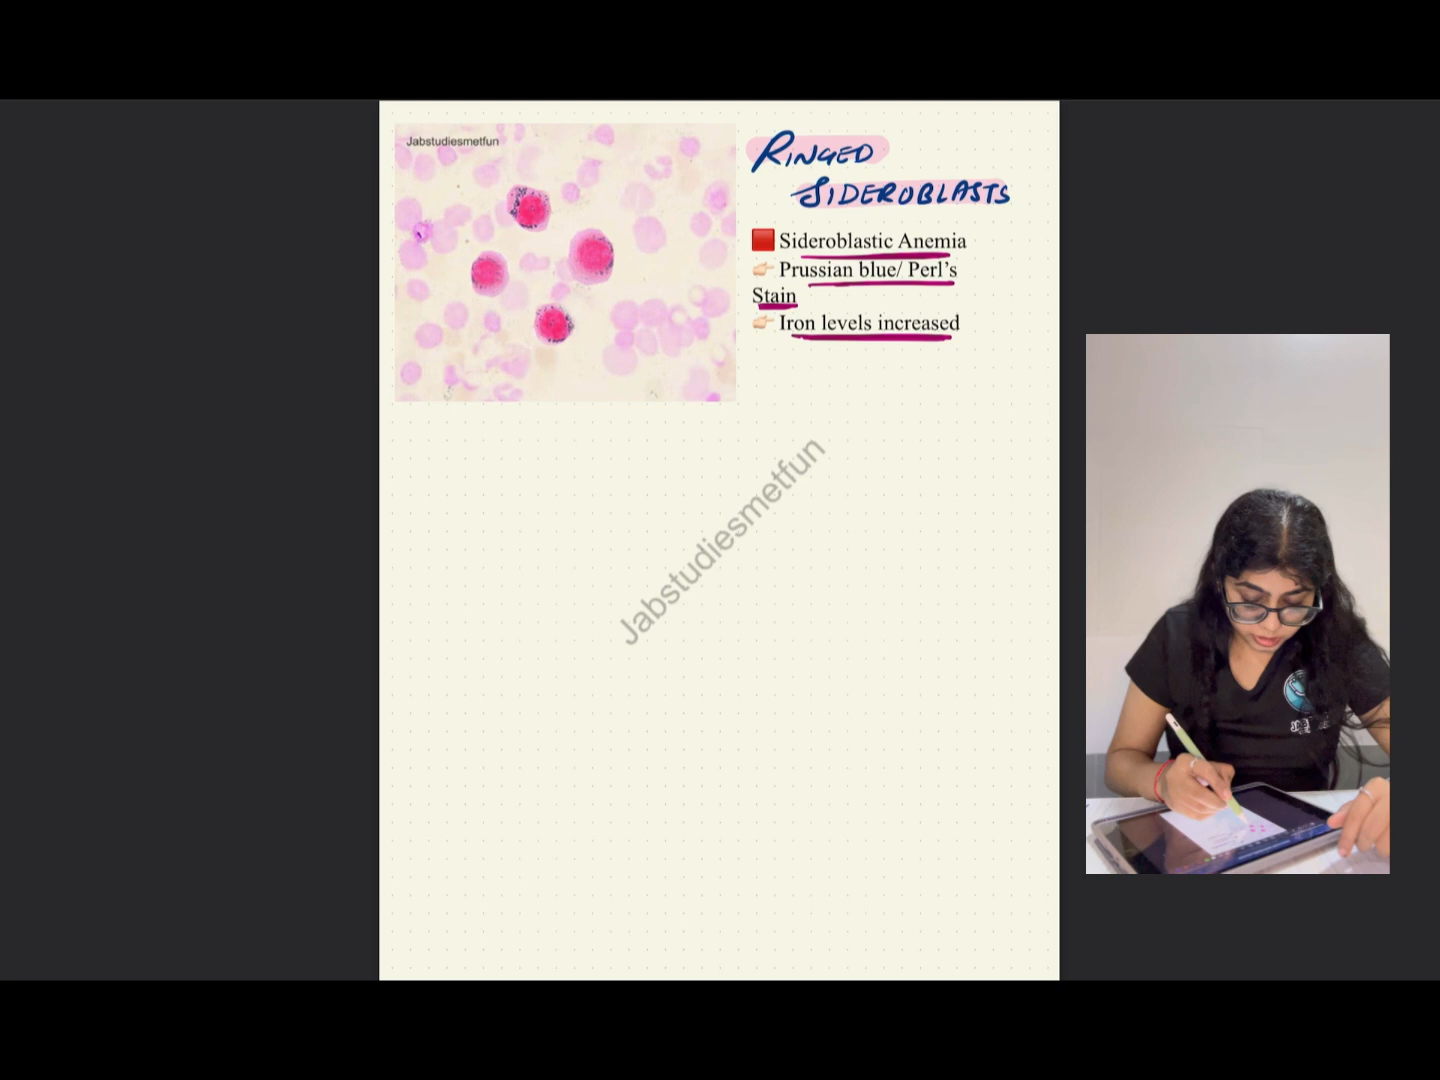 Jabstudiesmetfun
RINGED
SIDEROBLASTS
🟥 Sideroblastic Anemia
👉🏻 Prussian blue/ Perl’s
Stain
👉🏻 Iron levels increased
Jabstudiesmetfun